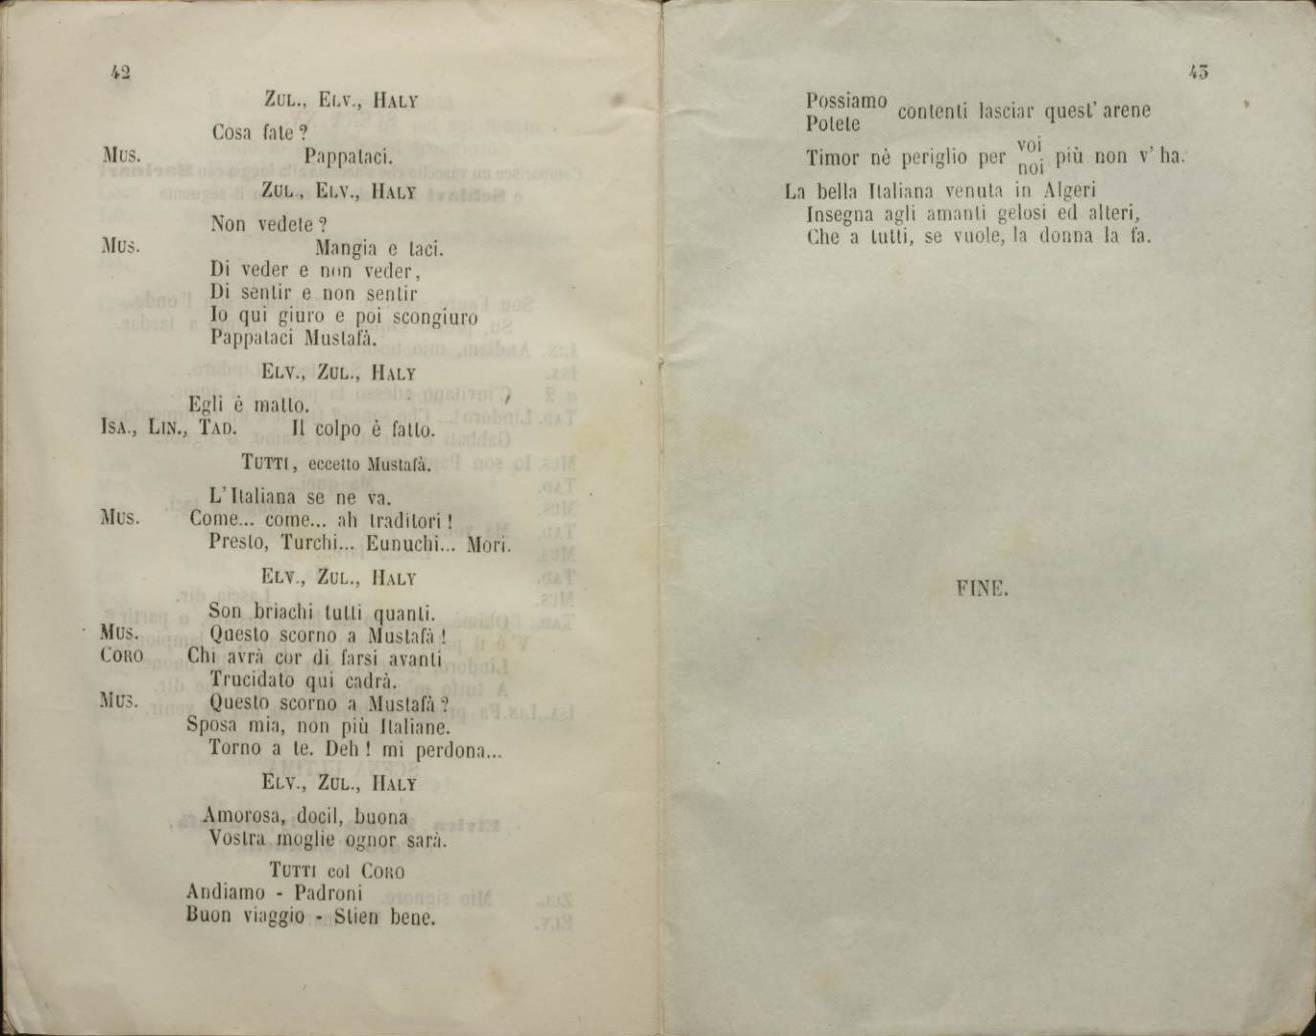 42
ZUL., ELV., HALY
Cosa fate?
MUS. Pappataci.
ZUL., ELV., HALY
Non vedete?
MUS. Mangia e taci.
Di veder e non veder,
Di sentir e non sentir
Io qui giuro e poi scongiuro
Pappataci Mustafà.
ELV., ZUL., HALY
Egli è matto.
ISA., LIN., TAD. Il colpo è fatto.
TUTTI, eccetto Mustafà.
L'Italiana se ne va.
MUS. Come... come... ah traditori!
Presto, Turchi... Eunuchi... Mori.
ELV., ZUL., HALY
Son briachi tutti quanti.
MUS. Questo scorno a Mustafà!
CORO Chi avrà cor di farsi avanti
Trucidato qui cadrà.
MUS. Questo scorno a Mustafà?
Sposa mia, non più Italiane.
Torno a te. Deh! mi perdona...
ELV., ZUL., HALY
Amorosa, docil, buona
Vostra moglie ognor sarà.
TUTTI col CORO
Andiamo - Padroni
Buon viaggio - Stien bene.
43
Possiamo
Potete contenti lasciar quest' arene
Timor nè periglio per voi
noi più non v' ha.
La bella Italiana venuta in Algeri
Insegna agli amanti gelosi ed alteri,
Che a tutti, se vuole, la donna la fa.
FINE.